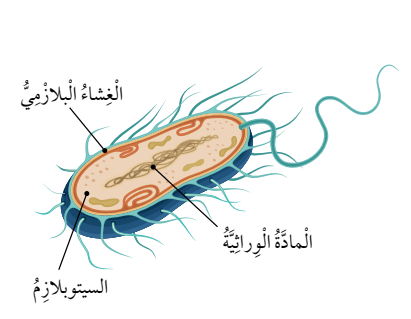 الْغِشاءُ الْبلازْمِيُّ
الْمادَّةُ الْوِراثِيَّةُ
السيتوبلازِمُ